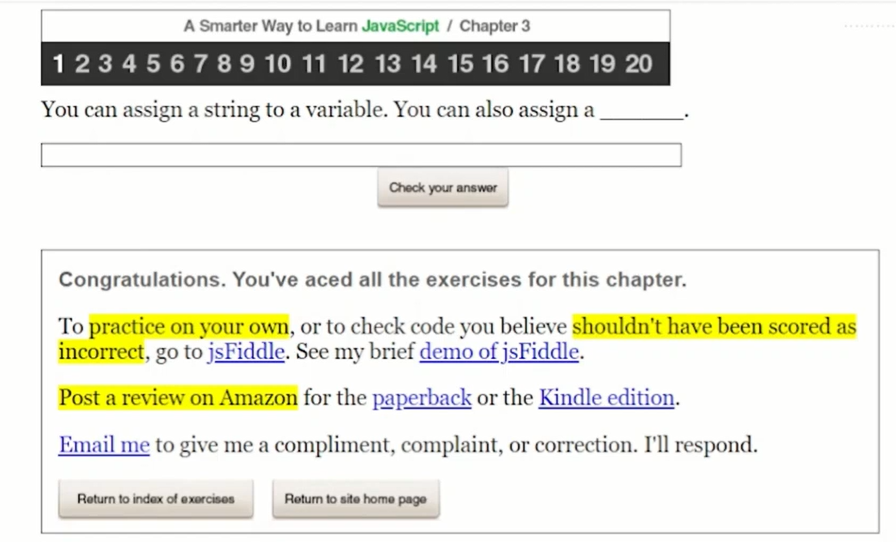 A Smarter Way to Learn JavaScript / Chapter 3
1 2 3 4 5 6 7 8 9 10 11 12 13 14 15 16 17 18 19 20
You can assign a string to a variable. You can also assign a _______.
Check your answer
Congratulations. You've aced all the exercises for this chapter.
To practice on your own, or to check code you believe shouldn't have been scored as
incorrect, go to jsFiddle. See my brief demo of jsFiddle.
Post a review on Amazon for the paperback or the Kindle edition.
Email me to give me a compliment, complaint, or correction. I'll respond.
Return to index of exercises Return to site home page